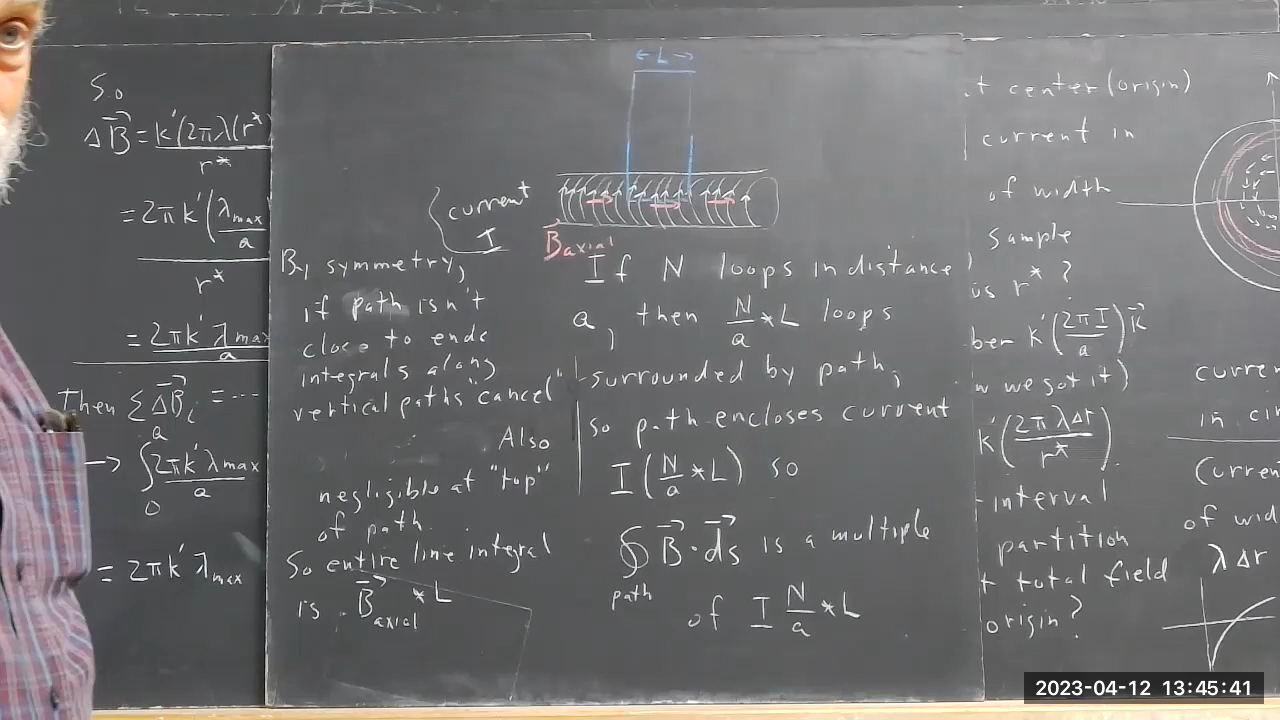 So
ΔB⃗ = k'(2πλ(r*)
r*
= 2πk'(λmax
a
r*
= 2πk' λmax
a
Then Σ ΔB⃗i = ...
→ ∫ 2πk' λmax
a
0
a
= 2πk' λmax
← L →
current
I
Baxial
By symmetry,
if path isn't
close to ends
integrals along
vertical paths "cancel"
Also
negligible at "top"
of path.
So entire line integral
is B⃗axial * L
If N loops in distance
a, then N/a * L loops
surrounded by path,
so path encloses current
I(N/a * L) so
∮ B⃗ · ds⃗ is a multiple
path
of I N/a * L
t center (origin)
current in
of width
sample
us r* ?
ber k'(2πI/a) k⃗
w we got it)
k'(2πλΔr/r*)
interval
partition
t total field
origin?
curren
in cir
(curren
of wid
λΔr
2023-04-12 13:45:41